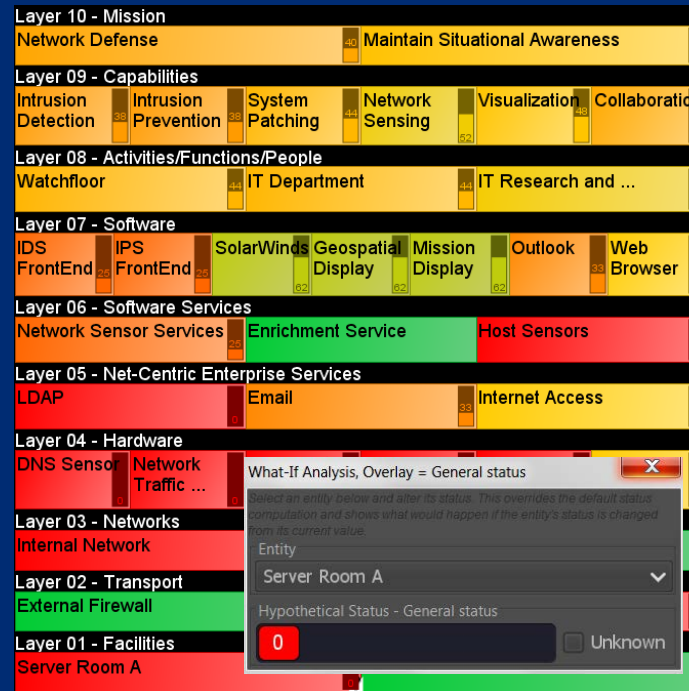 Layer 10 - Mission
Network Defense 40 Maintain Situational Awareness
Layer 09 - Capabilities
Intrusion Detection 38 Intrusion Prevention 38 System Patching 44 Network Sensing 52 Visualization 48 Collaboratio
Layer 08 - Activities/Functions/People
Watchfloor 44 IT Department 44 IT Research and ...
Layer 07 - Software
IDS FrontEnd 25 IPS FrontEnd 25 SolarWinds 62 Geospatial Display 62 Mission Display 62 Outlook 33 Web Browser
Layer 06 - Software Services
Network Sensor Services 25 Enrichment Service Host Sensors
Layer 05 - Net-Centric Enterprise Services
LDAP 0 Email 33 Internet Access
Layer 04 - Hardware
DNS Sensor 0 Network Traffic ... 0
Layer 03 - Networks
Internal Network
Layer 02 - Transport
External Firewall
Layer 01 - Facilities
Server Room A 0
What-If Analysis, Overlay = General status
X
Select an entity below and alter its status. This overrides the default status
computation and shows what would happen if the entity's status is changed
from its current value.
Entity
Server Room A
Hypothetical Status - General status
0 Unknown